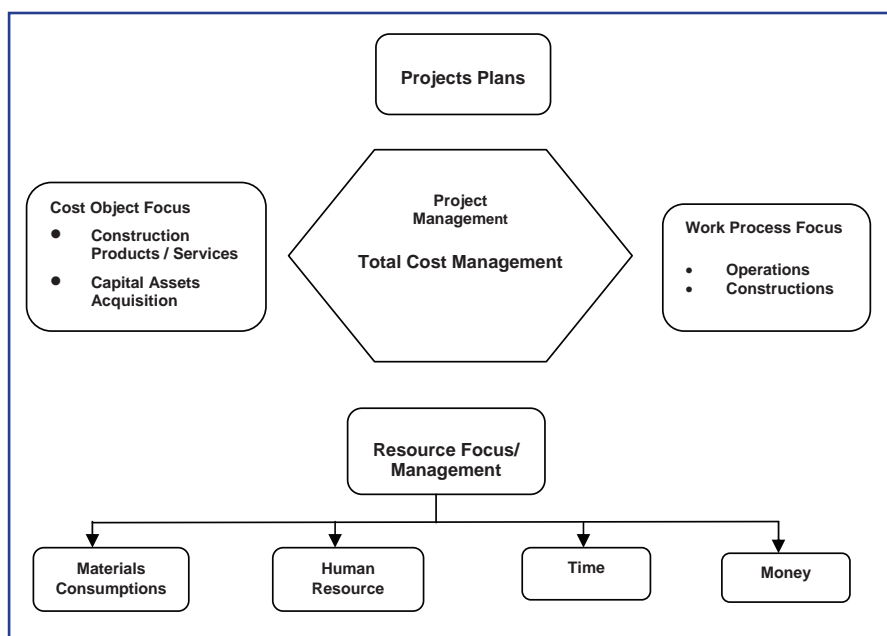 Projects Plans
Project
Management
Total Cost Management
Cost Object Focus
● Construction
Products / Services
● Capital Assets
Acquisition
Work Process Focus
• Operations
• Constructions
Resource Focus/
Management
Materials
Consumptions
Human
Resource
Time
Money